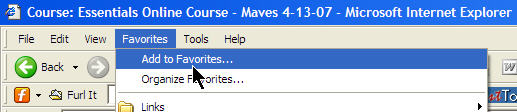 Course: Essentials Online Course - Maves 4-13-07 - Microsoft Internet Explorer
File Edit View Favorites Tools Help
Back Add to Favorites...
Organize Favorites...
Furl It Links